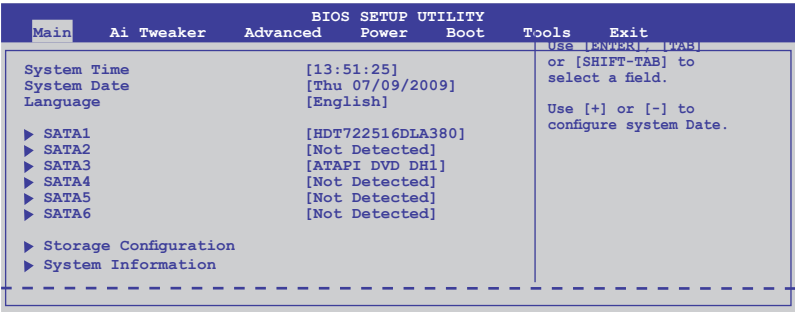 BIOS SETUP UTILITY
Main Ai Tweaker Advanced Power Boot Tools Exit
System Time [13:51:25]
System Date [Thu 07/09/2009]
Language [English]
SATA1 [HDT722516DLA380]
SATA2 [Not Detected]
SATA3 [ATAPI DVD DH1]
SATA4 [Not Detected]
SATA5 [Not Detected]
SATA6 [Not Detected]
Storage Configuration
System Information
Use [ENTER], [TAB]
or [SHIFT-TAB] to
select a field.
Use [+] or [-] to
configure system Date.